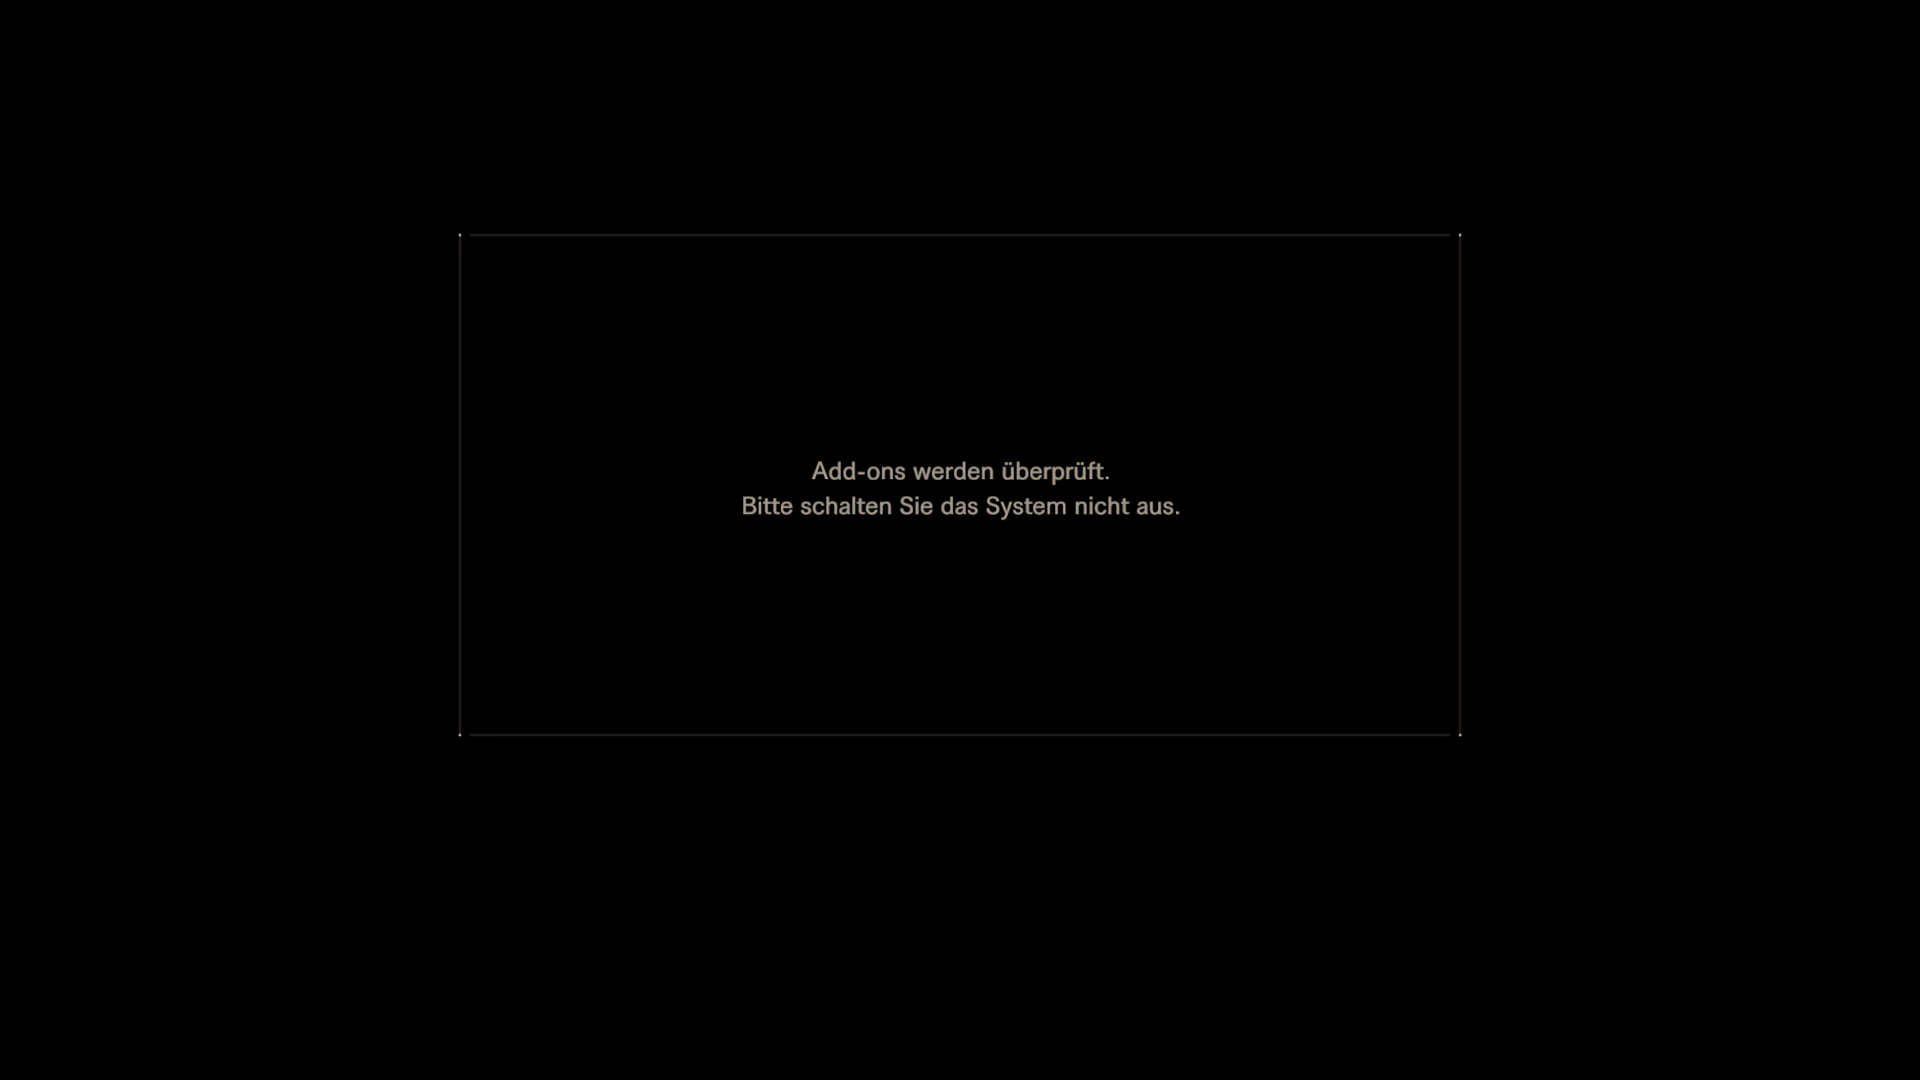 Add-ons werden überprüft.
Bitte schalten Sie das System nicht aus.